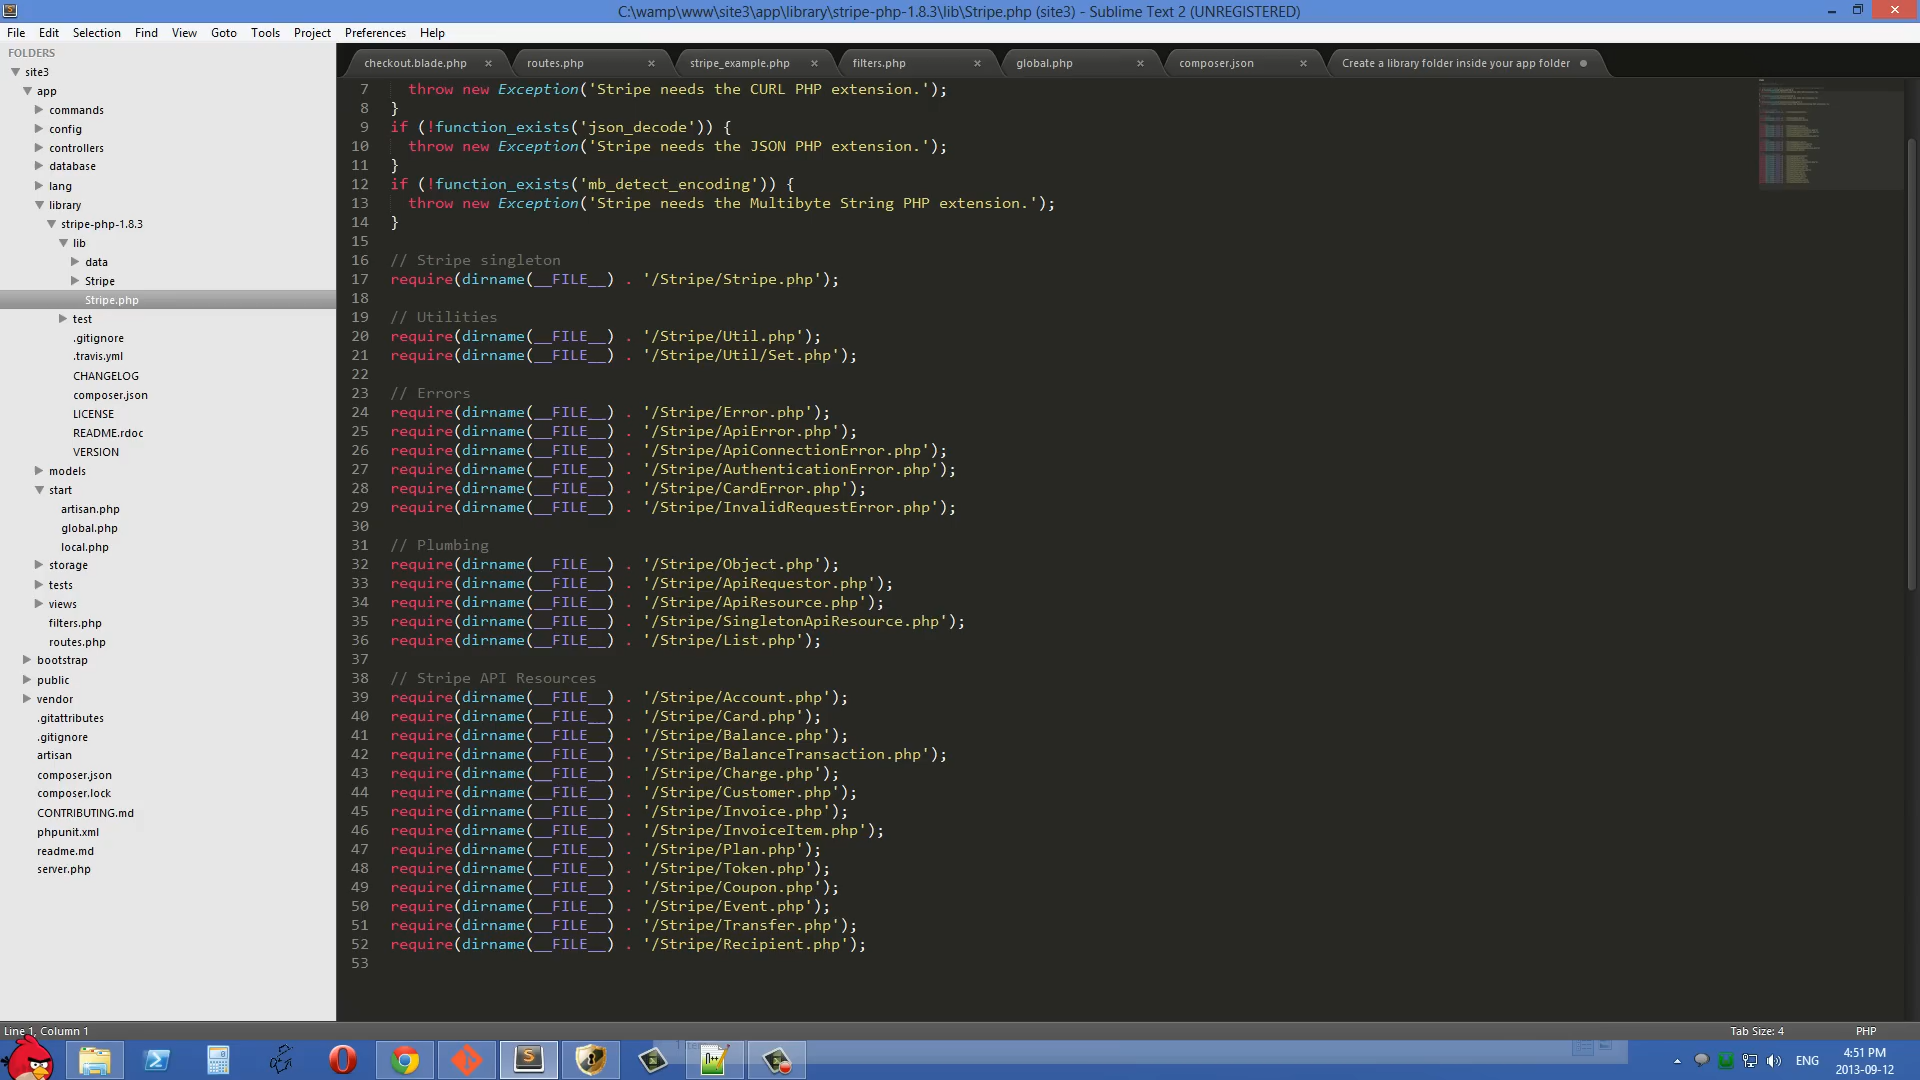 C:\wamp\www\site3\app\library\stripe-php-1.8.3\lib\Stripe.php (site3) - Sublime Text 2 (UNREGISTERED)
File Edit Selection Find View Goto Tools Project Preferences Help
FOLDERS
site3
app
commands
config
controllers
database
lang
library
stripe-php-1.8.3
lib
data
Stripe
Stripe.php
test
.gitignore
.travis.yml
CHANGELOG
composer.json
LICENSE
README.rdoc
VERSION
models
start
artisan.php
global.php
local.php
storage
tests
views
filters.php
routes.php
bootstrap
public
vendor
.gitattributes
.gitignore
artisan
composer.json
composer.lock
CONTRIBUTING.md
phpunit.xml
readme.md
server.php
checkout.blade.php × routes.php × stripe_example.php × filters.php × global.php × composer.json × Create a library folder inside your app folder
7 throw new Exception('Stripe needs the CURL PHP extension.');
8 }
9 if (!function_exists('json_decode')) {
10 throw new Exception('Stripe needs the JSON PHP extension.');
11 }
12 if (!function_exists('mb_detect_encoding')) {
13 throw new Exception('Stripe needs the Multibyte String PHP extension.');
14 }
15
16 // Stripe singleton
17 require(dirname(__FILE__) . '/Stripe/Stripe.php');
18
19 // Utilities
20 require(dirname(__FILE__) . '/Stripe/Util.php');
21 require(dirname(__FILE__) . '/Stripe/Util/Set.php');
22
23 // Errors
24 require(dirname(__FILE__) . '/Stripe/Error.php');
25 require(dirname(__FILE__) . '/Stripe/ApiError.php');
26 require(dirname(__FILE__) . '/Stripe/ApiConnectionError.php');
27 require(dirname(__FILE__) . '/Stripe/AuthenticationError.php');
28 require(dirname(__FILE__) . '/Stripe/CardError.php');
29 require(dirname(__FILE__) . '/Stripe/InvalidRequestError.php');
30
31 // Plumbing
32 require(dirname(__FILE__) . '/Stripe/Object.php');
33 require(dirname(__FILE__) . '/Stripe/ApiRequestor.php');
34 require(dirname(__FILE__) . '/Stripe/ApiResource.php');
35 require(dirname(__FILE__) . '/Stripe/SingletonApiResource.php');
36 require(dirname(__FILE__) . '/Stripe/List.php');
37
38 // Stripe API Resources
39 require(dirname(__FILE__) . '/Stripe/Account.php');
40 require(dirname(__FILE__) . '/Stripe/Card.php');
41 require(dirname(__FILE__) . '/Stripe/Balance.php');
42 require(dirname(__FILE__) . '/Stripe/BalanceTransaction.php');
43 require(dirname(__FILE__) . '/Stripe/Charge.php');
44 require(dirname(__FILE__) . '/Stripe/Customer.php');
45 require(dirname(__FILE__) . '/Stripe/Invoice.php');
46 require(dirname(__FILE__) . '/Stripe/InvoiceItem.php');
47 require(dirname(__FILE__) . '/Stripe/Plan.php');
48 require(dirname(__FILE__) . '/Stripe/Token.php');
49 require(dirname(__FILE__) . '/Stripe/Coupon.php');
50 require(dirname(__FILE__) . '/Stripe/Event.php');
51 require(dirname(__FILE__) . '/Stripe/Transfer.php');
52 require(dirname(__FILE__) . '/Stripe/Recipient.php');
53
Line 1, Column 1 Tab Size: 4 PHP
ENG
4:51 PM
2013-09-12